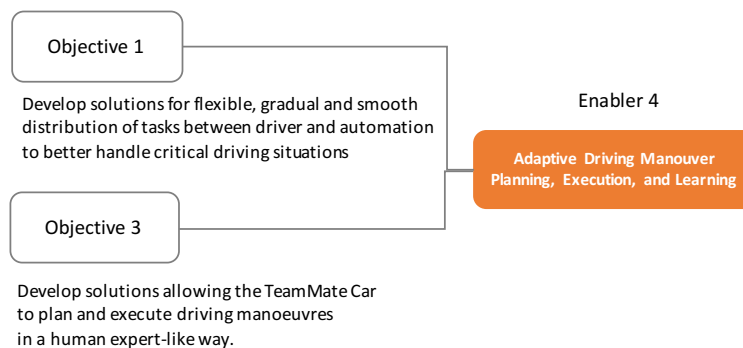 Objective 1
Develop solutions for flexible, gradual and smooth
distribution of tasks between driver and automation
to better handle critical driving situations
Enabler 4
Adaptive Driving Manouver
Planning, Execution, and Learning
Objective 3
Develop solutions allowing the TeamMate Car
to plan and execute driving manoeuvres
in a human expert-like way.